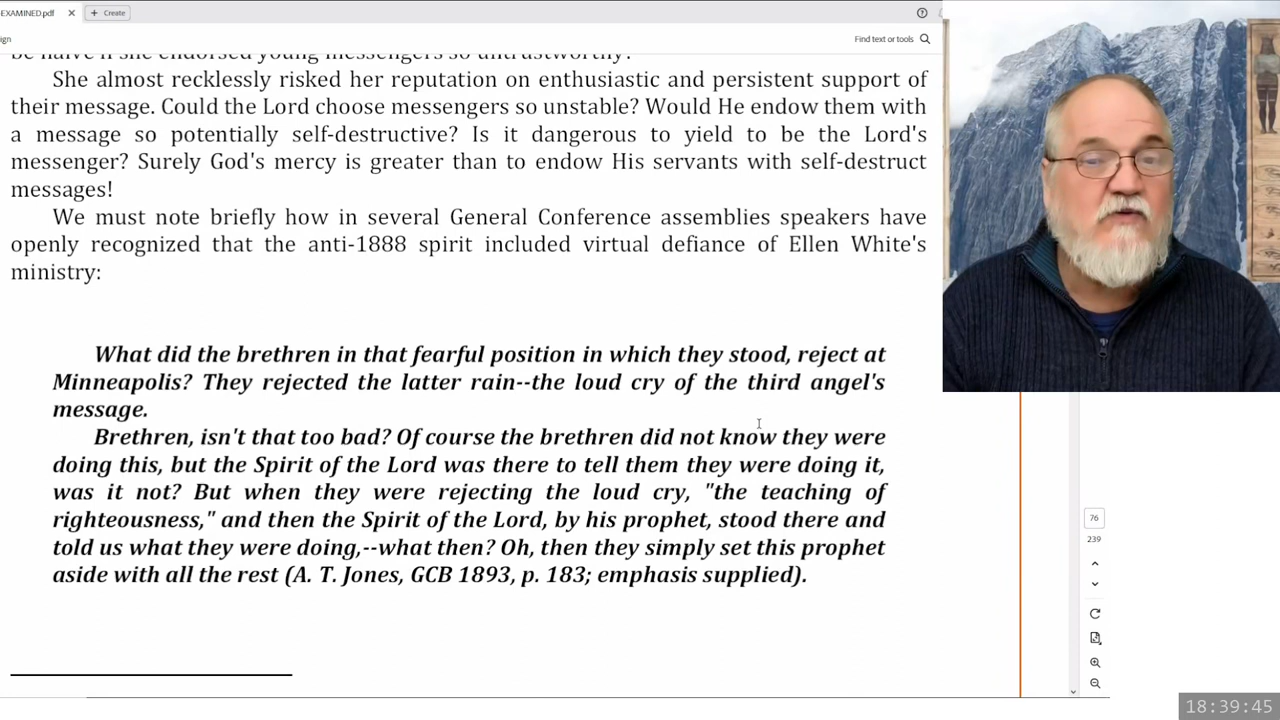 EXAMINED.pdf
Create
ign
Find text or tools
be naive if she endorsed young messengers so untrustworthy!
She almost recklessly risked her reputation on enthusiastic and persistent support of
their message. Could the Lord choose messengers so unstable? Would He endow them with
a message so potentially self-destructive? Is it dangerous to yield to be the Lord's
messenger? Surely God's mercy is greater than to endow His servants with self-destruct
messages!
We must note briefly how in several General Conference assemblies speakers have
openly recognized that the anti-1888 spirit included virtual defiance of Ellen White's
ministry:
What did the brethren in that fearful position in which they stood, reject at
Minneapolis? They rejected the latter rain--the loud cry of the third angel's
message.
Brethren, isn't that too bad? Of course the brethren did not know they were
doing this, but the Spirit of the Lord was there to tell them they were doing it,
was it not? But when they were rejecting the loud cry, "the teaching of
righteousness," and then the Spirit of the Lord, by his prophet, stood there and
told us what they were doing,--what then? Oh, then they simply set this prophet
aside with all the rest (A. T. Jones, GCB 1893, p. 183; emphasis supplied).
76
239
18:39:45